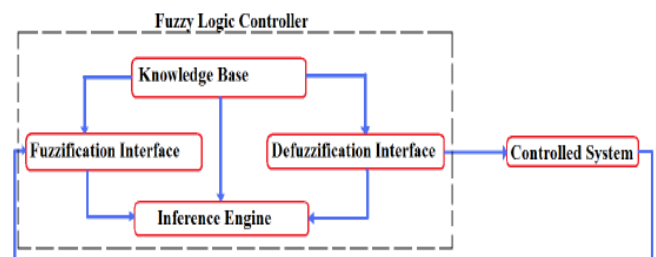 Fuzzy Logic Controller
Knowledge Base
Fuzzification Interface
Defuzzification Interface
Controlled System
Inference Engine